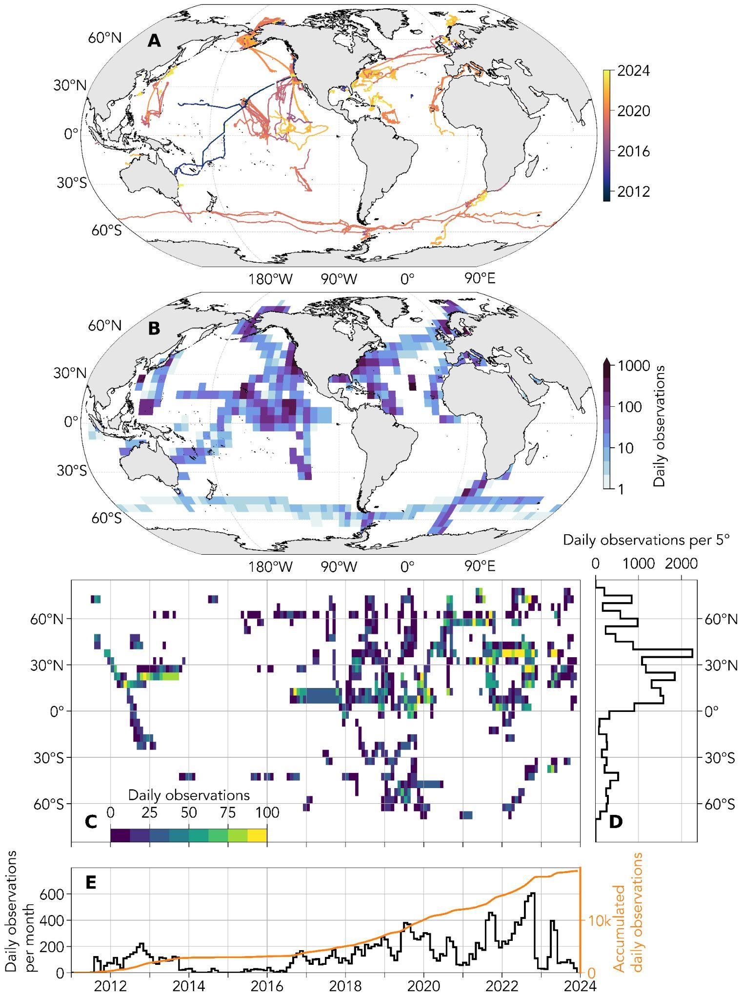 A
60°N
30°N
0°
30°S
60°S
180°W 90°W 0° 90°E
2024
2020
2016
2012
B
60°N
30°N
0°
30°S
60°S
180°W 90°W 0° 90°E
1000
100
10
1
Daily observations
Daily observations per 5°
0 1000 2000
60°N
30°N
0°
30°S
60°S
D
60°N
30°N
0°
30°S
60°S
Daily observations
0 25 50 75 100
C
E
Daily observations
per month
600
400
200
0
10k
0
Accumulated
daily observations
2012 2014 2016 2018 2020 2022 2024